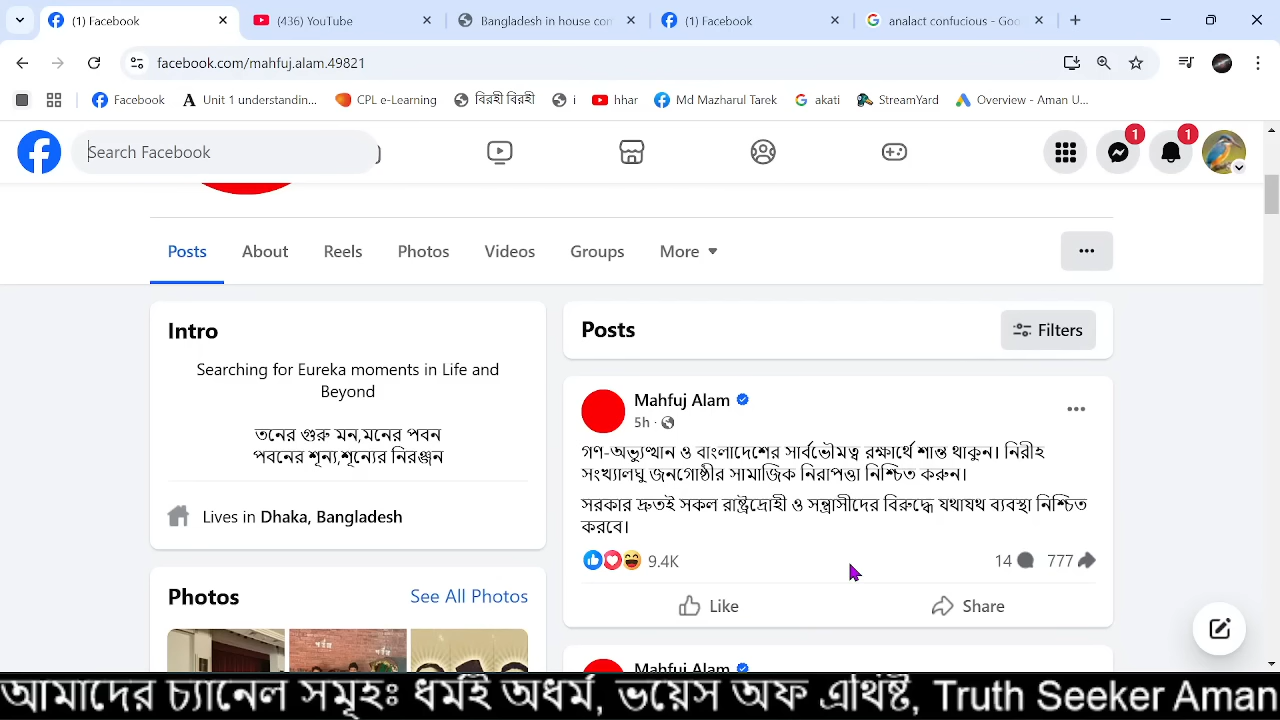 (1) Facebook
(436) YouTube
Bangladesh in house con
(1) Facebook
analact confucious - Goo
facebook.com/mahfuj.alam.49821
Facebook
Unit 1 understandin...
CPL e-Learning
বিরহী বিরহী
i
hhar
Md Mazharul Tarek
akati
StreamYard
Overview - Aman U...
Search Facebook
1
1
Posts
About
Reels
Photos
Videos
Groups
More
Intro
Searching for Eureka moments in Life and
Beyond
তনের গুরু মন,মনের পবন
পবনের শূন্য,শূন্যের নিরঞ্জন
Lives in Dhaka, Bangladesh
Photos
See All Photos
Posts
Filters
Mahfuj Alam
5h
গণ-অভ্যুত্থান ও বাংলাদেশের সার্বভৌমত্ব রক্ষার্থে শান্ত থাকুন। নিরীহ
সংখ্যালঘু জনগোষ্ঠীর সামাজিক নিরাপত্তা নিশ্চিত করুন।
সরকার দ্রুতই সকল রাষ্ট্রদ্রোহী ও সন্ত্রাসীদের বিরুদ্ধে যথাযথ ব্যবস্থা নিশ্চিত
করবে।
9.4K
14
777
Like
Share
Mahfuj Alam
আমাদের চ্যানেল সমূহঃ ধর্মই অধর্ম, ভয়েস অফ এথিষ্ট, Truth Seeker Aman